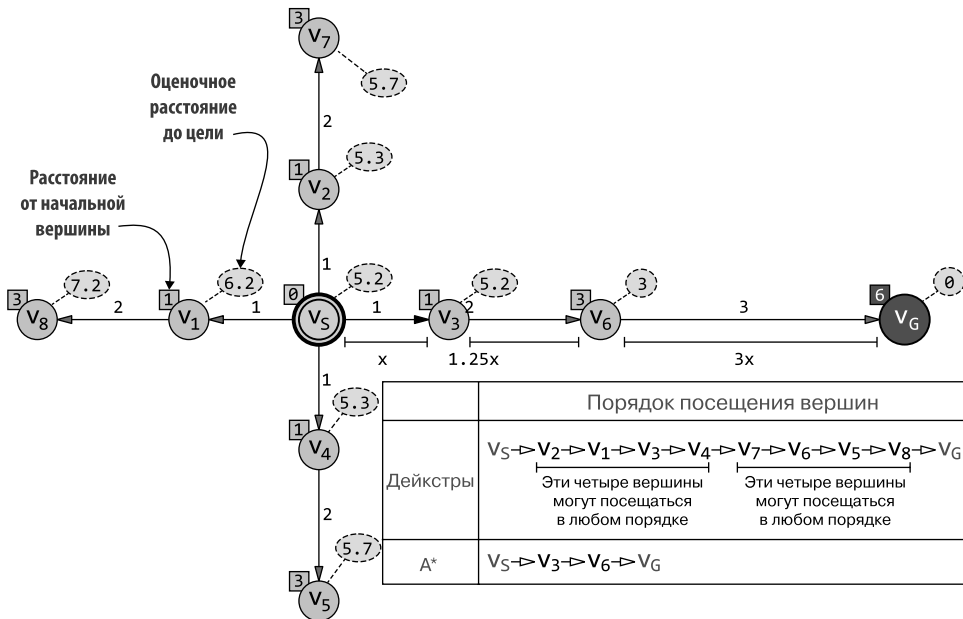 3
V7
5.7
Оценочное
расстояние
до цели
2
5.3
1
V2
Расстояние
от начальной
вершины
1
7.2
3
V8
2
6.2
1
V1
1
0
VS
5.2
1
1
V3
5.2
2
3
V6
3
3
6
VG
0
x
1.25x
3x
1
5.3
1
V4
2
5.7
3
V5
Порядок посещения вершин
Дейкстры
VS→V2→V1→V3→V4→V7→V6→V5→V8→VG
Эти четыре вершины
могут посещаться
в любом порядке
Эти четыре вершины
могут посещаться
в любом порядке
A*
VS→V3→V6→VG